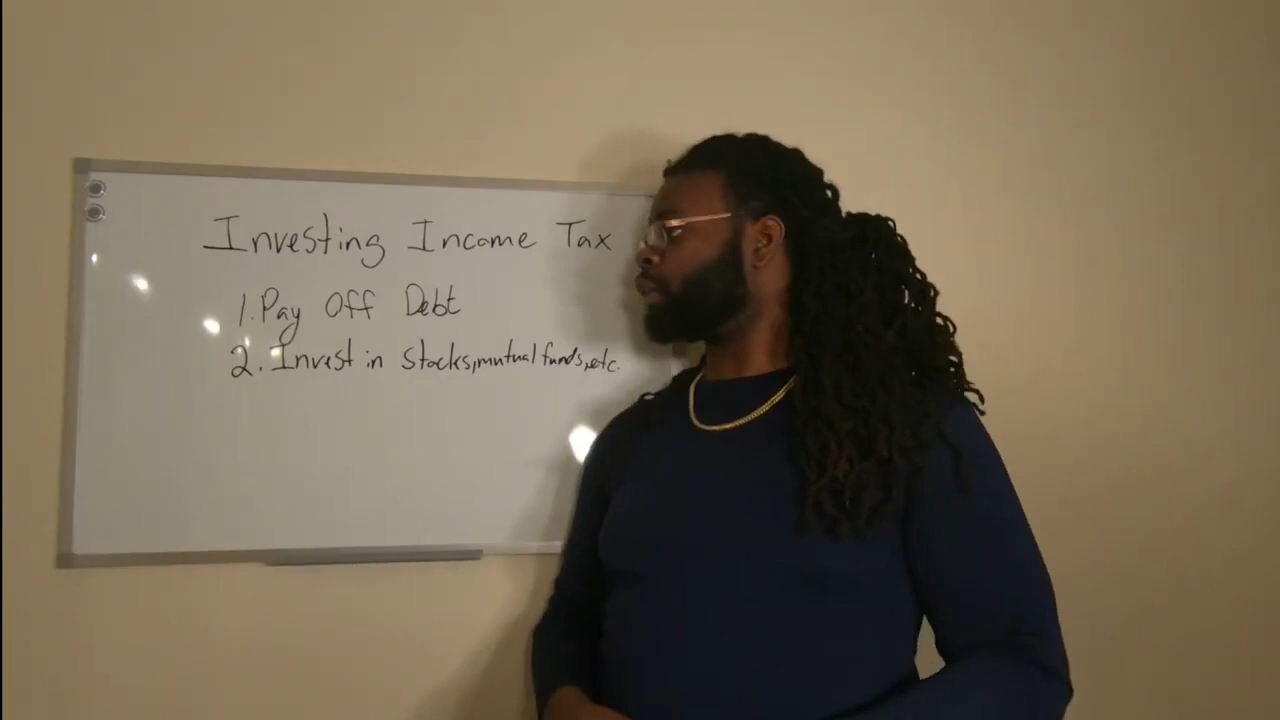 Investing Income Tax
1. Pay Off Debt
2. Invest in Stocks, mutual funds, etc.